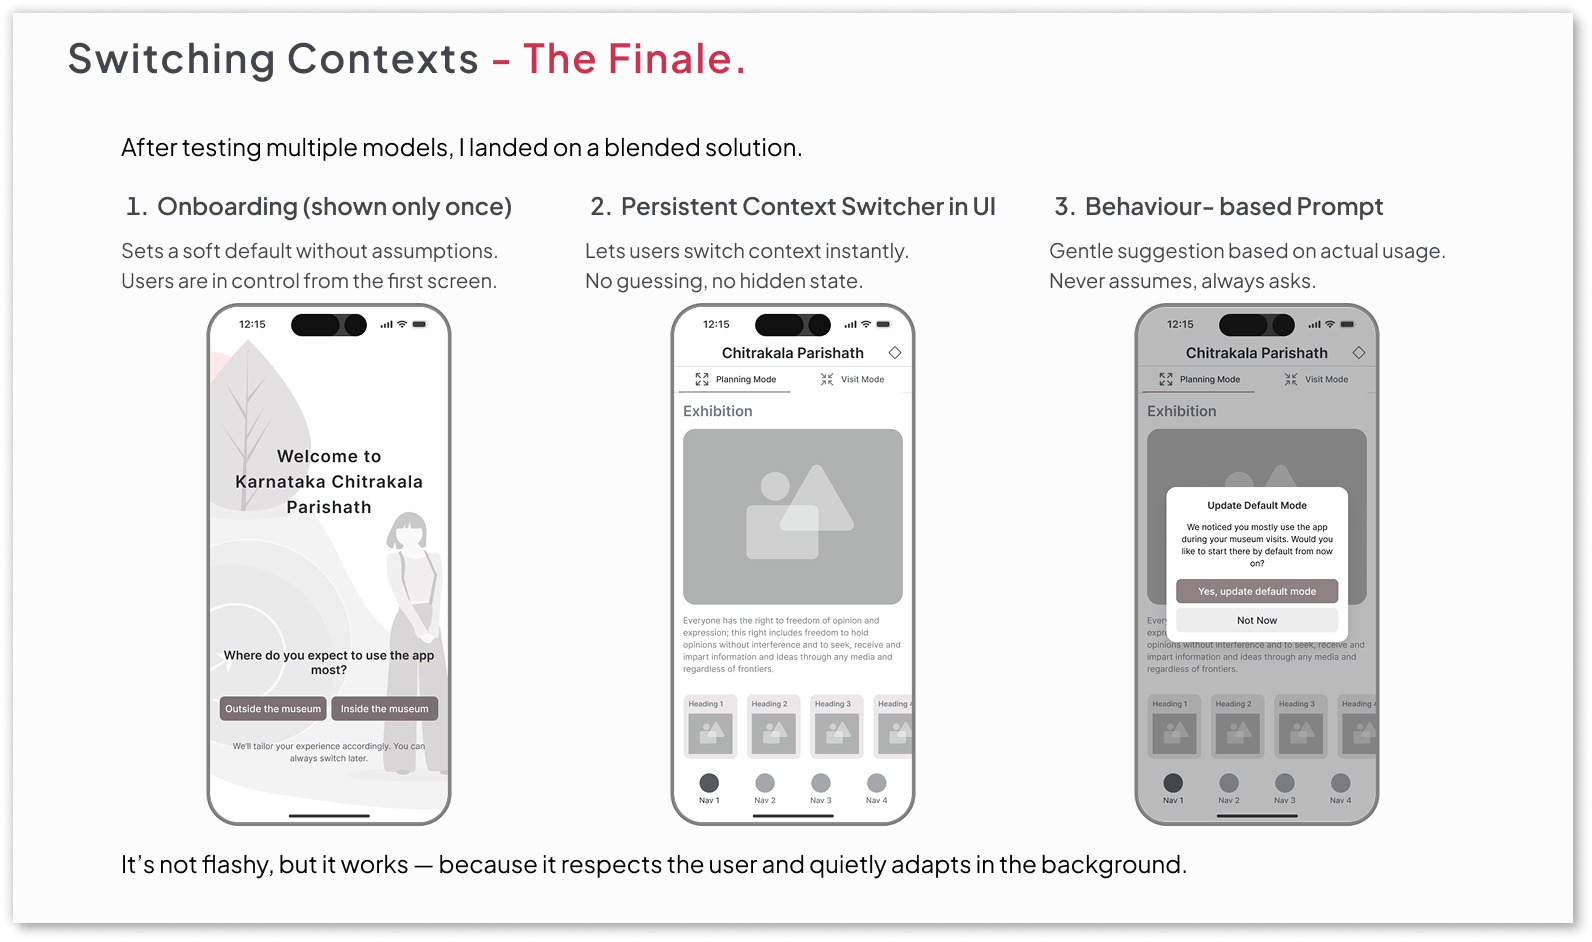 Switching Contexts - The Finale.
After testing multiple models, I landed on a blended solution.
1. Onboarding (shown only once)
Sets a soft default without assumptions.
Users are in control from the first screen.
12:15
Welcome to
Karnataka Chitrakala
Parishath
Where do you expect to use the app
most?
Outside the museum
Inside the museum
We'll tailor your experience accordingly. You can
always switch later.
2. Persistent Context Switcher in UI
Lets users switch context instantly.
No guessing, no hidden state.
12:15
Chitrakala Parishath
Planning Mode
Visit Mode
Exhibition
Everyone has the right to freedom of opinion and
expression; this right includes freedom to hold
opinions without interference and to seek, receive and
impart information and ideas through any media and
regardless of frontiers.
Heading 1
Heading 2
Heading 3
Heading 4
Nav 1
Nav 2
Nav 3
Nav 4
3. Behaviour- based Prompt
Gentle suggestion based on actual usage.
Never assumes, always asks.
12:15
Chitrakala Parishath
Planning Mode
Visit Mode
Exhibition
Update Default Mode
We noticed you mostly use the app
during your museum visits. Would you
like to start there by default from now
on?
Yes, update default mode
Not Now
Every
expr
opinions without interference and to seek, receive and
impart information and ideas through any media and
regardless of frontiers.
Heading 1
Heading 2
Heading 3
Heading 4
Nav 1
Nav 2
Nav 3
Nav 4
It's not flashy, but it works — because it respects the user and quietly adapts in the background.